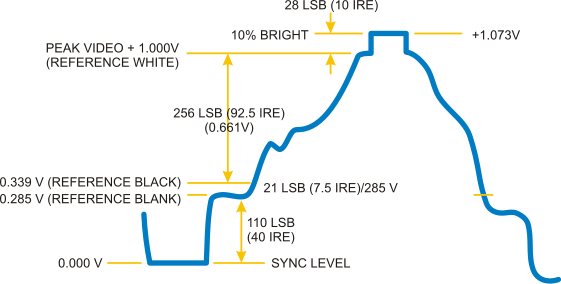 28 LSB (10 IRE)
10% BRIGHT
+1.073V
PEAK VIDEO + 1.000V
(REFERENCE WHITE)
256 LSB (92.5 IRE)
(0.661V)
0.339 V (REFERENCE BLACK)
21 LSB (7.5 IRE)/285 V
0.285 V (REFERENCE BLANK)
110 LSB
(40 IRE)
0.000 V
SYNC LEVEL